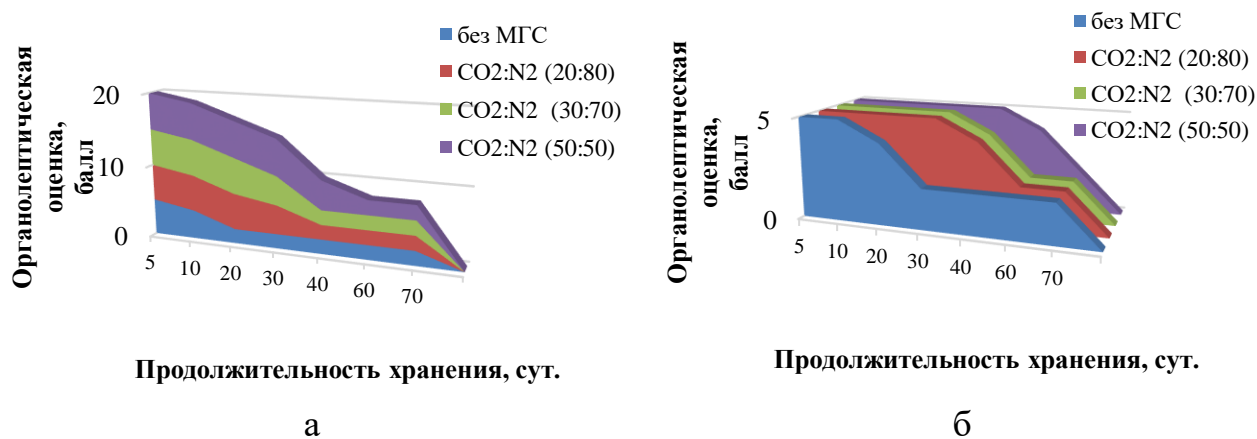 Органолептическая
оценка,
балл
20
10
0
5
10
20
30
40
60
70
без МГС
CO2:N2 (20:80)
CO2:N2 (30:70)
CO2:N2 (50:50)
Продолжительность хранения, сут.
а
Органолептическая
оценка,
балл
5
0
5
10
20
30
40
60
70
без МГС
CO2:N2 (20:80)
CO2:N2 (30:70)
CO2:N2 (50:50)
Продолжительность хранения, сут.
б